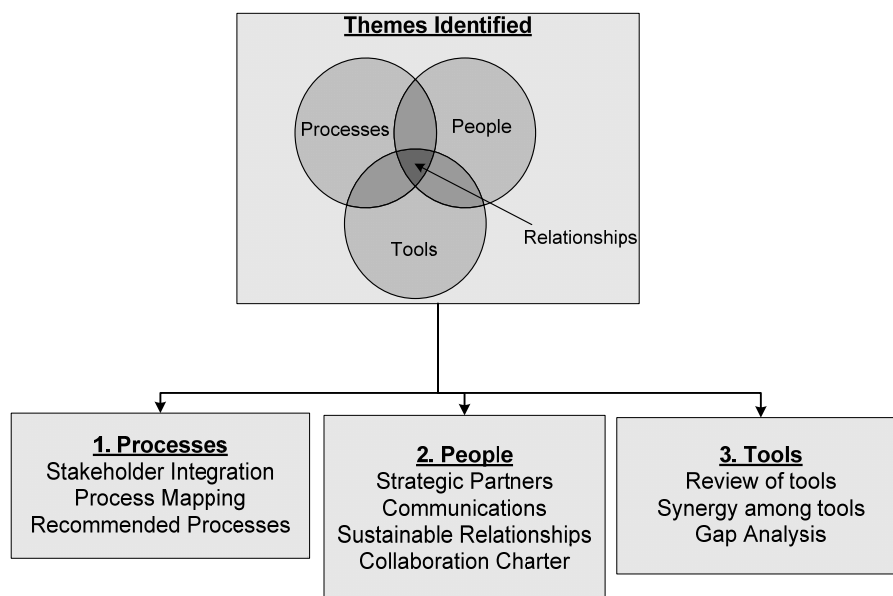 Themes Identified
Processes
People
Relationships
Tools
1. Processes
Stakeholder Integration
Process Mapping
Recommended Processes
2. People
Strategic Partners
Communications
Sustainable Relationships
Collaboration Charter
3. Tools
Review of tools
Synergy among tools
Gap Analysis